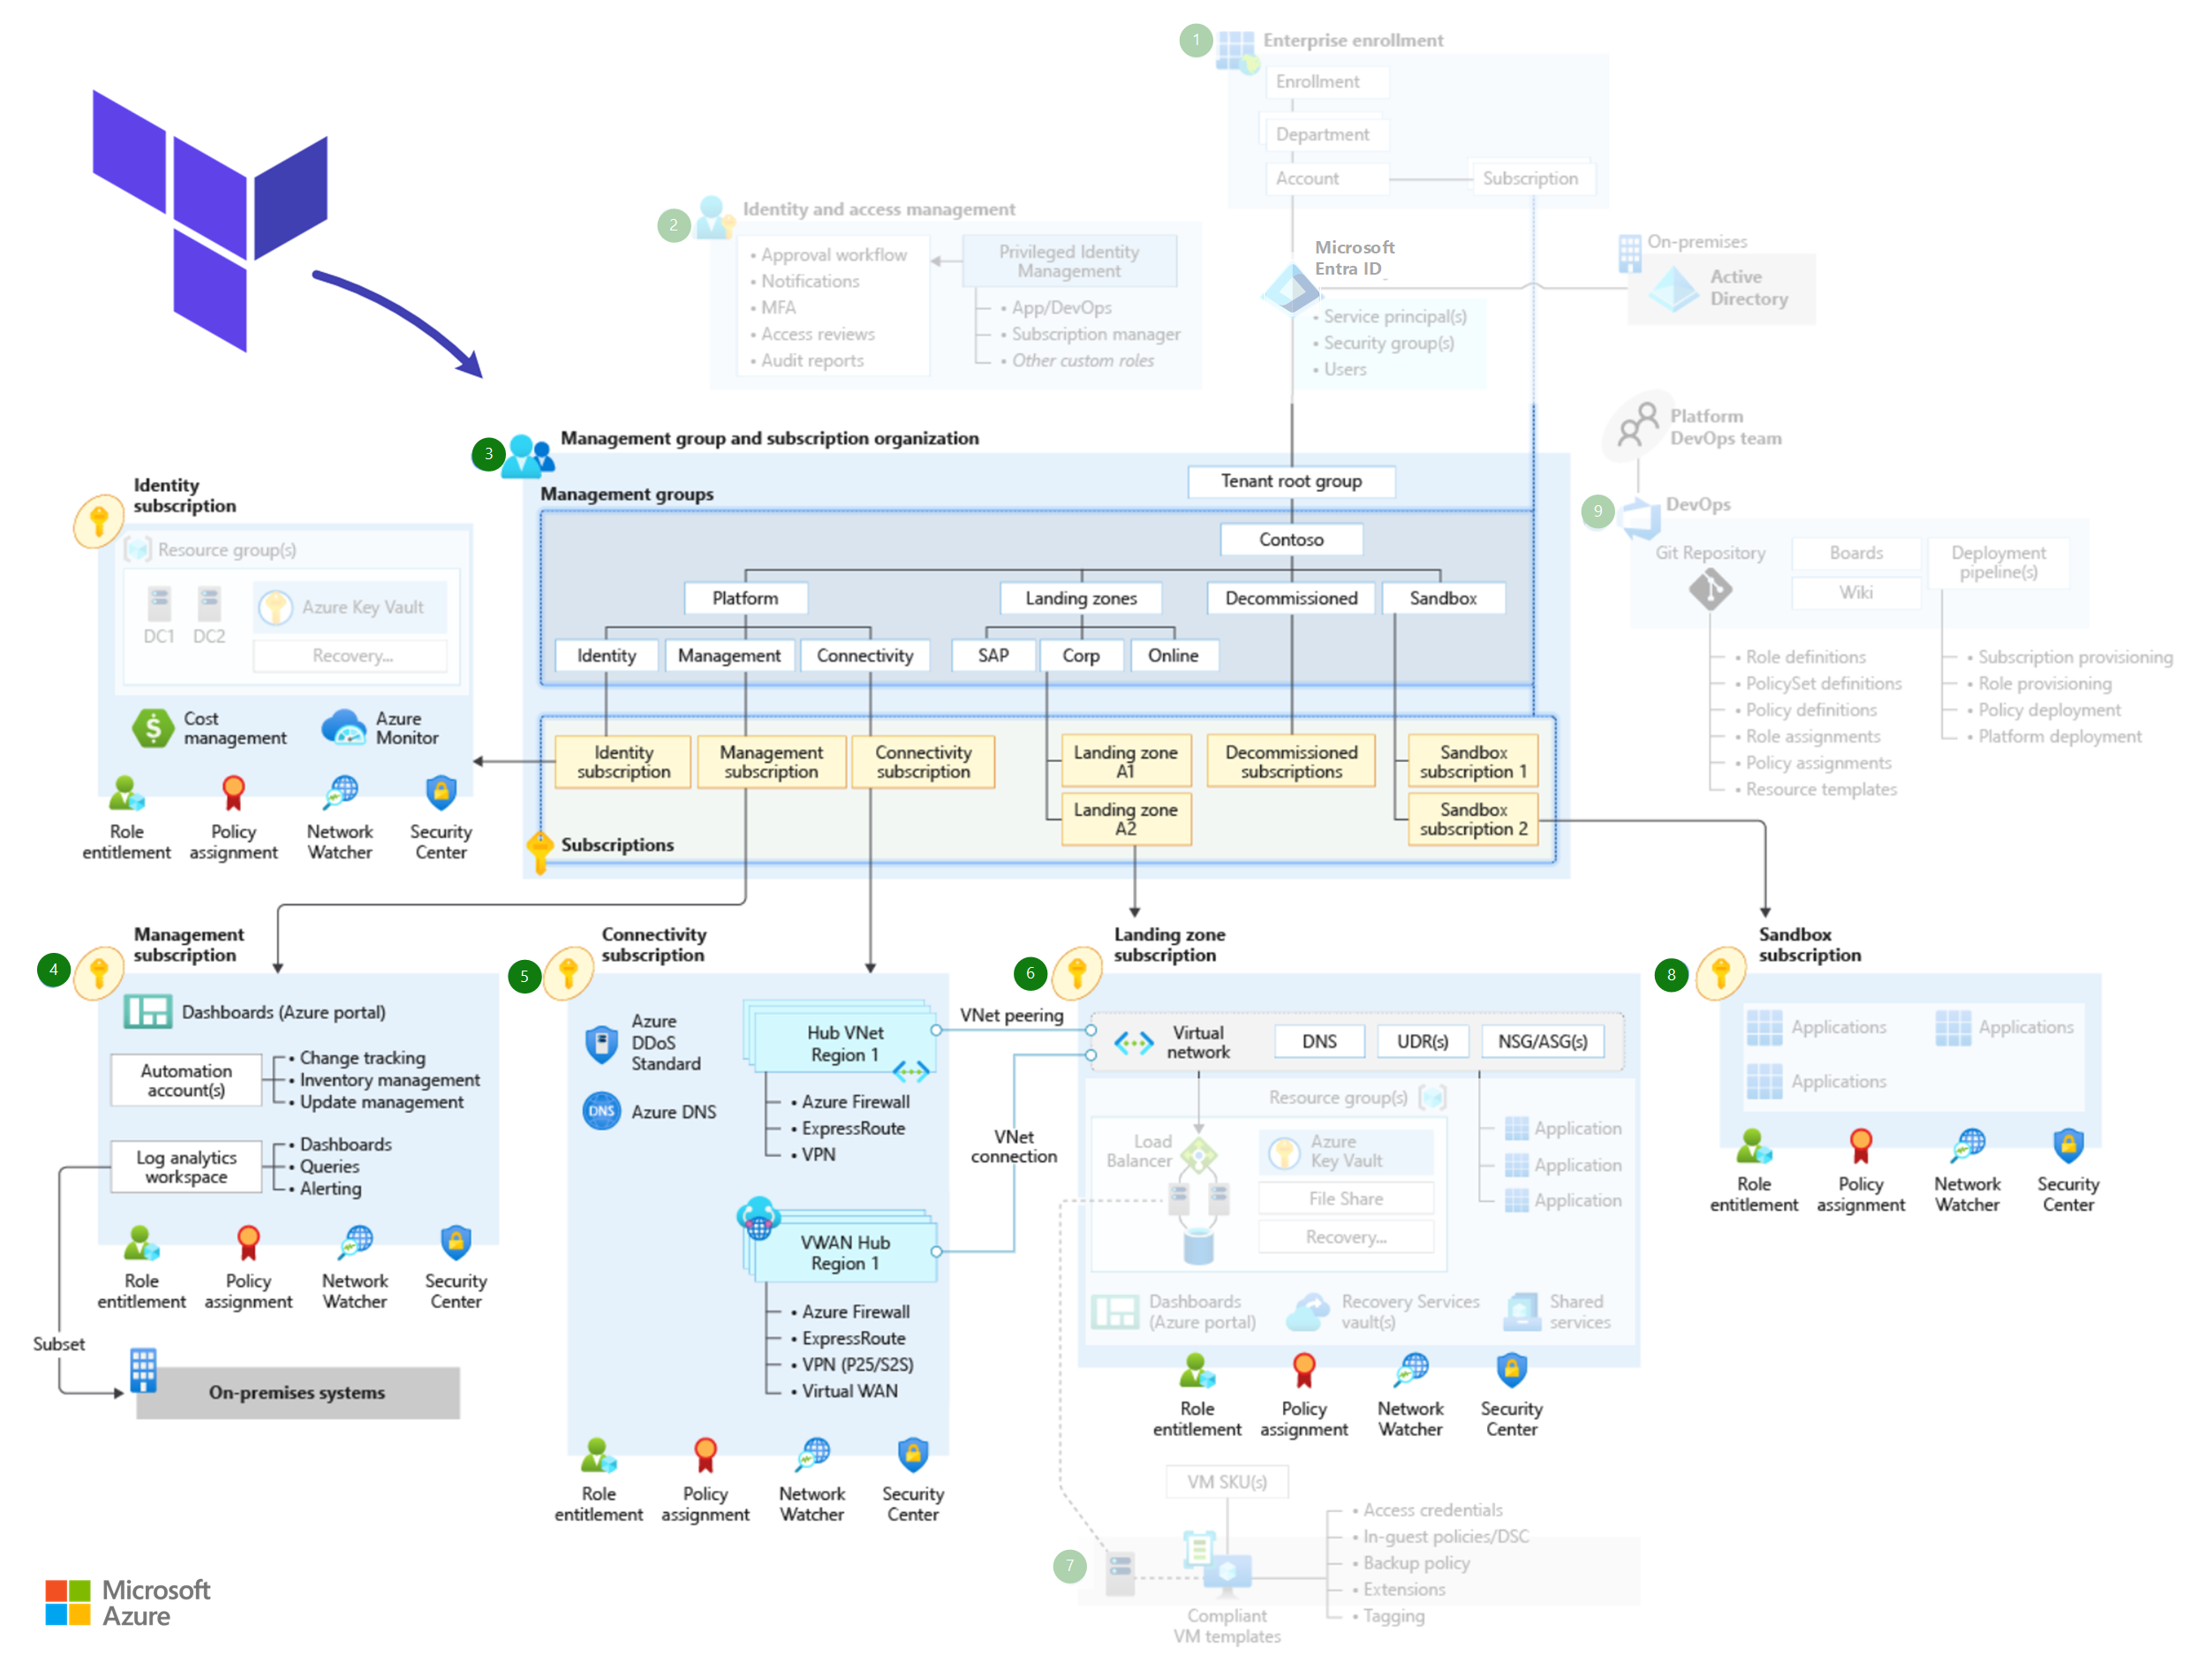 1
Enterprise enrollment
Enrollment
Department
Account
Subscription
2
Identity and access management
• Approval workflow
• Notifications
• MFA
• Access reviews
• Audit reports
Privileged Identity
Management
• App/DevOps
• Subscription manager
• Other custom roles
Microsoft
Entra ID
• Service principal(s)
• Security group(s)
• Users
On-premises
Active
Directory
Platform
DevOps team
9
DevOps
Git Repository
Boards
Wiki
Deployment
pipeline(s)
• Role definitions
• PolicySet definitions
• Policy definitions
• Role assignments
• Policy assignments
• Resource templates
• Subscription provisioning
• Role provisioning
• Policy deployment
• Platform deployment
3
Management group and subscription organization
Management groups
Tenant root group
Contoso
Platform
Landing zones
Decommissioned
Sandbox
Identity
Management
Connectivity
SAP
Corp
Online
Identity
subscription
Management
subscription
Connectivity
subscription
Landing zone
A1
Landing zone
A2
Decommissioned
subscriptions
Sandbox
subscription 1
Sandbox
subscription 2
Subscriptions
Identity
subscription
Resource group(s)
DC1
DC2
Azure Key Vault
Recovery...
Cost
management
Azure
Monitor
Role
entitlement
Policy
assignment
Network
Watcher
Security
Center
4
Management
subscription
Dashboards (Azure portal)
Automation
account(s)
• Change tracking
• Inventory management
• Update management
Log analytics
workspace
• Dashboards
• Queries
• Alerting
Role
entitlement
Policy
assignment
Network
Watcher
Security
Center
Subset
On-premises systems
5
Connectivity
subscription
Azure
DDoS
Standard
DNS
Azure DNS
Hub VNet
Region 1
• Azure Firewall
• ExpressRoute
• VPN
VWAN Hub
Region 1
• Azure Firewall
• ExpressRoute
• VPN (P25/S2S)
• Virtual WAN
Role
entitlement
Policy
assignment
Network
Watcher
Security
Center
VNet peering
VNet
connection
6
Landing zone
subscription
Virtual
network
DNS
UDR(s)
NSG/ASG(s)
Resource group(s)
Load
Balancer
Azure
Key Vault
File Share
Recovery...
Application
Application
Application
Dashboards
(Azure portal)
Recovery Services
vault(s)
Shared
services
Role
entitlement
Policy
assignment
Network
Watcher
Security
Center
7
VM SKU(s)
Compliant
VM templates
• Access credentials
• In-guest policies/DSC
• Backup policy
• Extensions
• Tagging
8
Sandbox
subscription
Applications
Applications
Applications
Role
entitlement
Policy
assignment
Network
Watcher
Security
Center
Microsoft
Azure